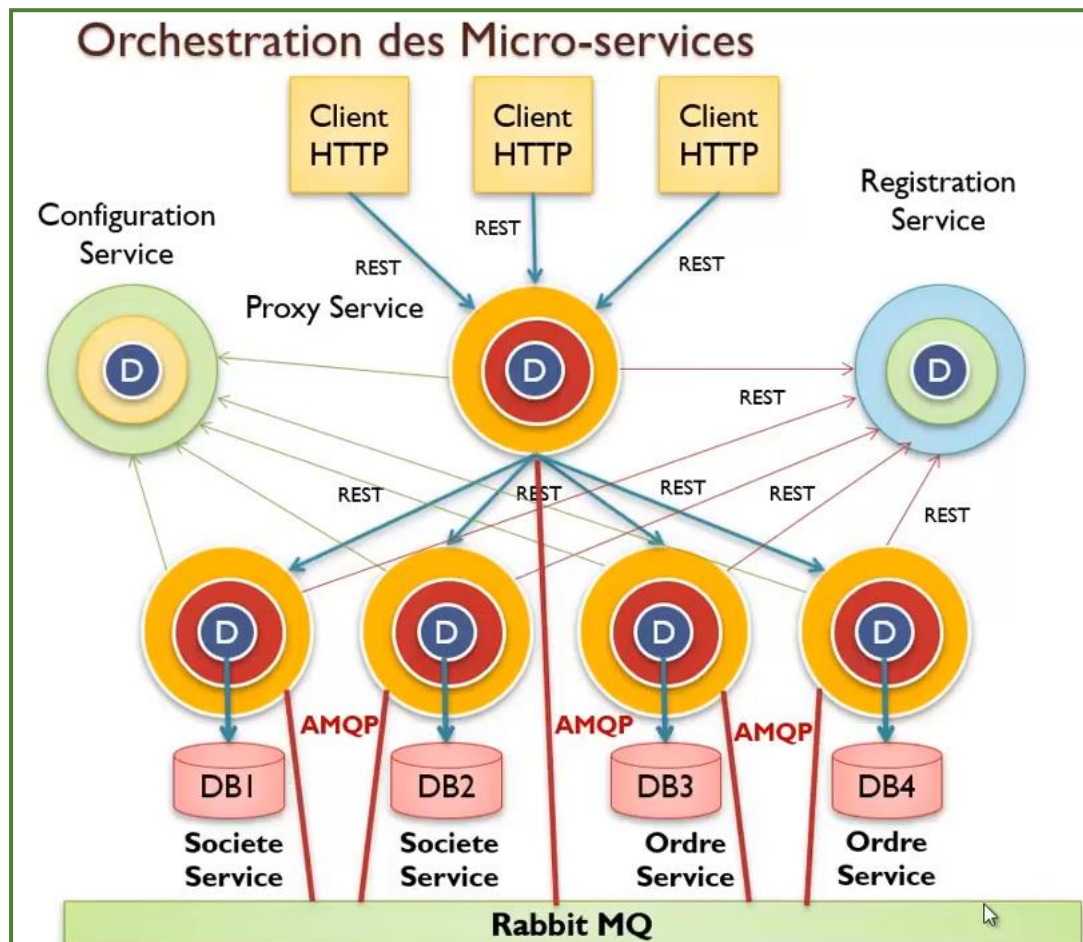 Orchestration des Micro-services
Client
HTTP
Client
HTTP
Client
HTTP
Configuration
Service
Registration
Service
REST
REST
REST
Proxy Service
D
D
D
REST
REST
REST
REST
REST
REST
D
D
D
D
AMQP
AMQP
AMQP
DB1
DB2
DB3
DB4
Societe
Service
Societe
Service
Ordre
Service
Ordre
Service
Rabbit MQ